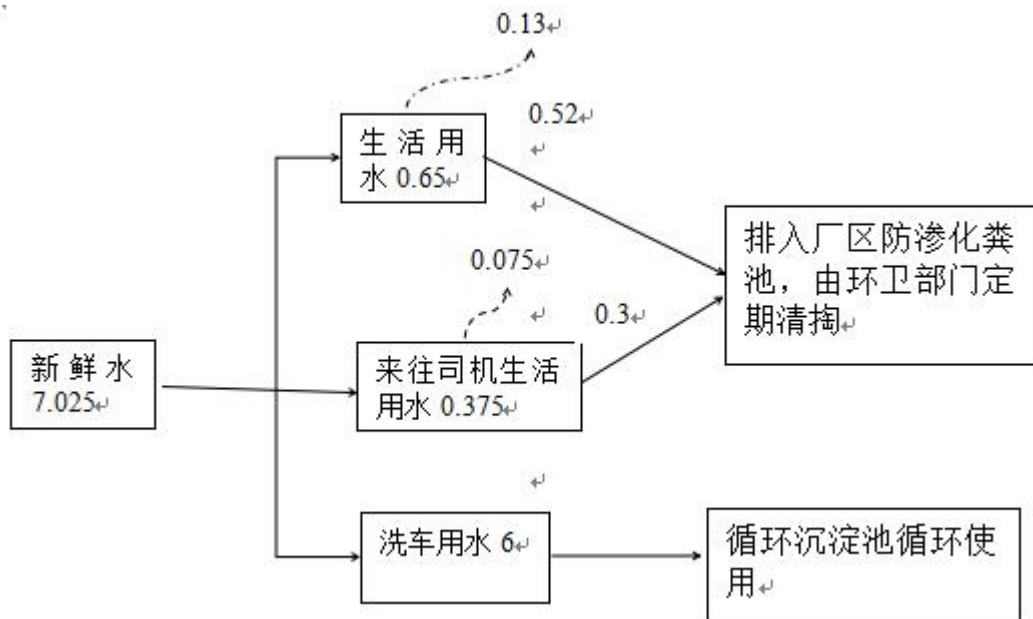 0.13
0.52
生活用
水 0.65
0.075
0.3
排入厂区防渗化粪
池，由环卫部门定
期清掏
新鲜水
7.025
来往司机生活
用水 0.375
洗车用水 6
循环沉淀池循环使
用